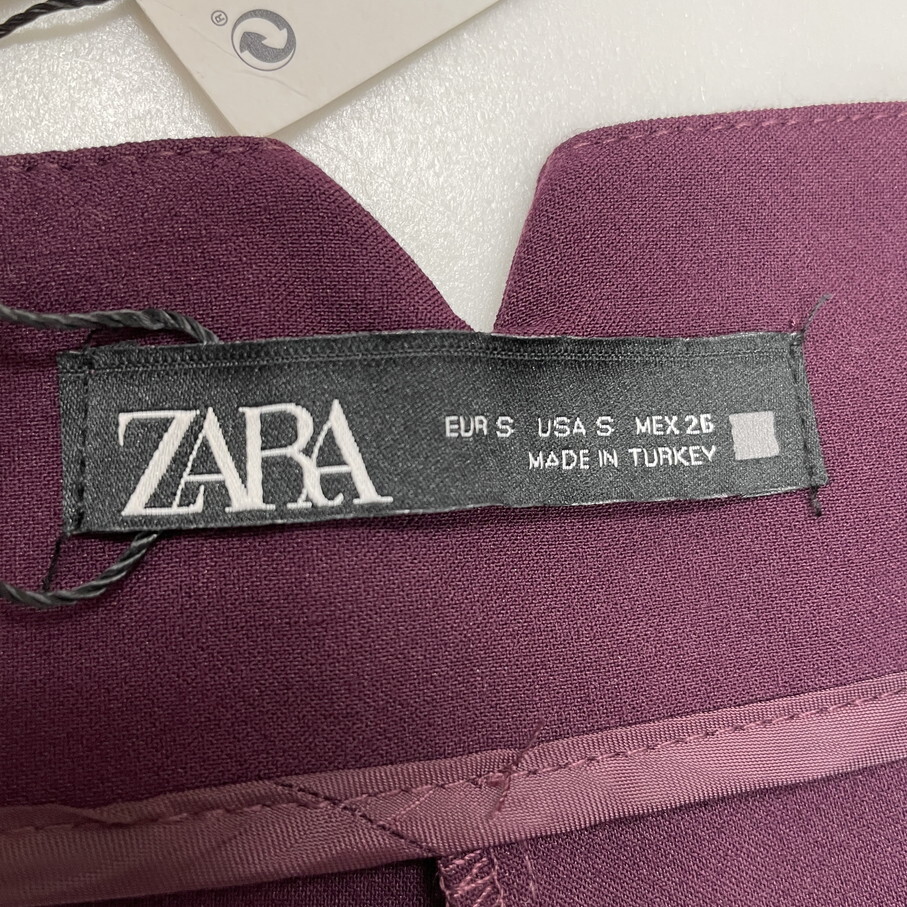 ®
ZARA
EUR S USA S MEX 26
MADE IN TURKEY